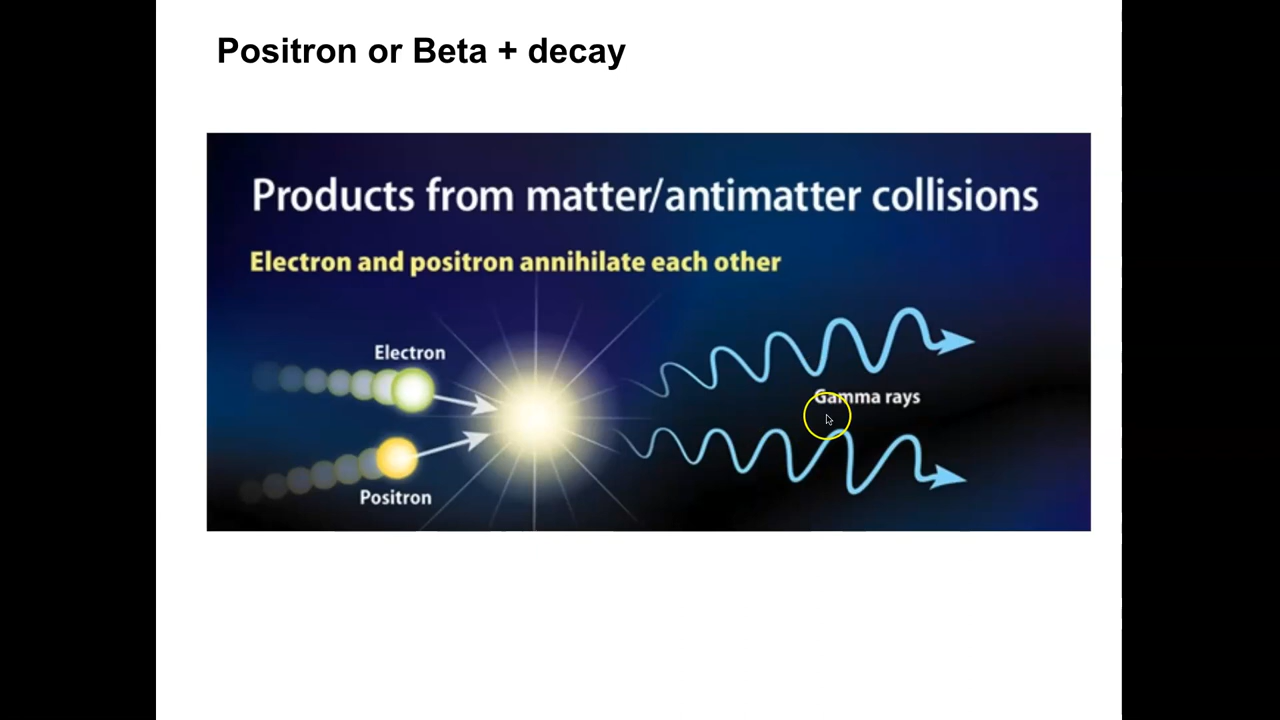 Positron or Beta + decay
Products from matter/antimatter collisions
Electron and positron annihilate each other
Electron
Gamma rays
Positron